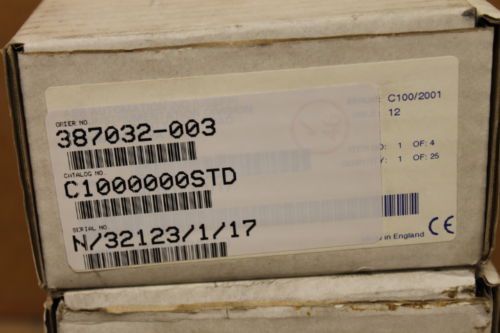 ORDER NO.
387032-003
CATALOG NO.
C1000000STD
SERIAL NO.
N/32123/1/17
C100/2001
12
1 OF: 4
Y: 1 OF: 25
in England CE